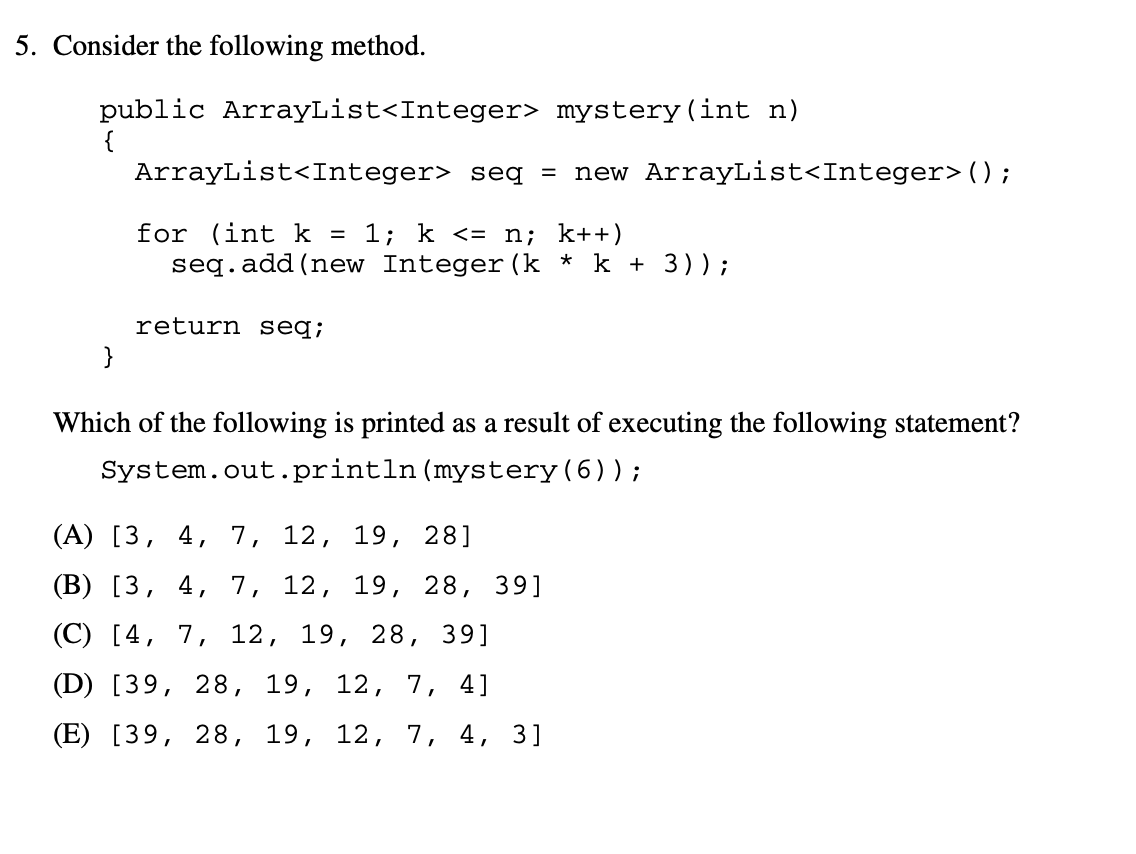 5. Consider the following method.
public ArrayList<Integer> mystery(int n)
{
ArrayList<Integer> seq = new ArrayList<Integer>();
for (int k = 1; k <= n; k++)
seq.add(new Integer(k * k + 3));
return seq;
}
Which of the following is printed as a result of executing the following statement?
System.out.println(mystery(6));
(A) [3, 4, 7, 12, 19, 28]
(B) [3, 4, 7, 12, 19, 28, 39]
(C) [4, 7, 12, 19, 28, 39]
(D) [39, 28, 19, 12, 7, 4]
(E) [39, 28, 19, 12, 7, 4, 3]